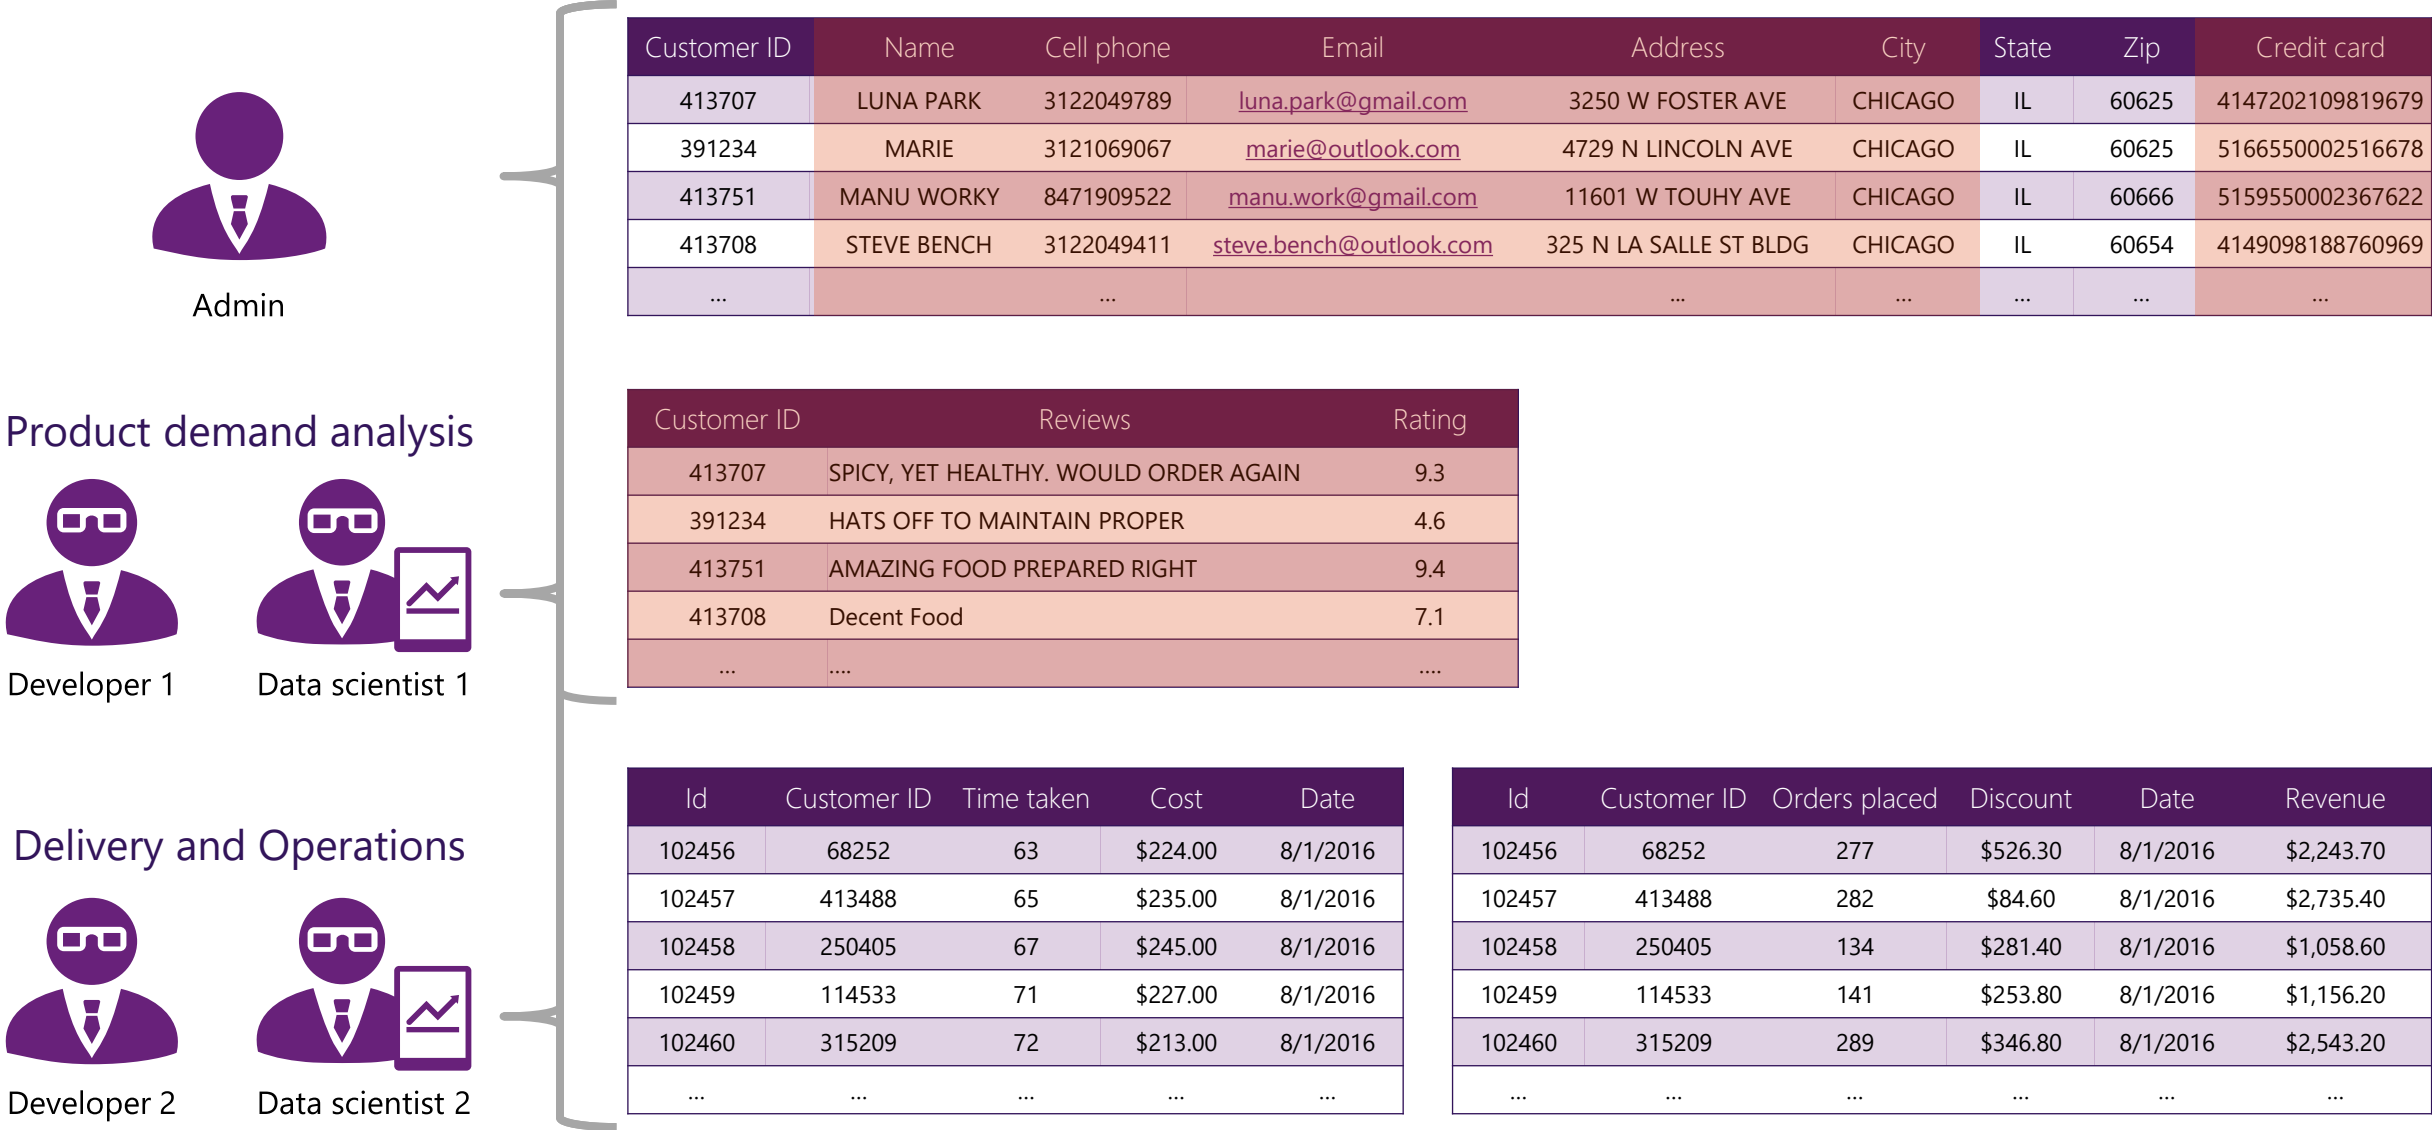 Customer ID Name Cell phone Email Address City State Zip Credit card
413707 LUNA PARK 3122049789 luna.park@gmail.com 3250 W FOSTER AVE CHICAGO IL 60625 4147202109819679
391234 MARIE 3121069067 marie@outlook.com 4729 N LINCOLN AVE CHICAGO IL 60625 5166550002516678
413751 MANU WORKY 8471909522 manu.work@gmail.com 11601 W TOUHY AVE CHICAGO IL 60666 5159550002367622
413708 STEVE BENCH 3122049411 steve.bench@outlook.com 325 N LA SALLE ST BLDG CHICAGO IL 60654 4149098188760969
... ... ... ... ... ... ...
Admin
Product demand analysis
Developer 1 Data scientist 1
Customer ID Reviews Rating
413707 SPICY, YET HEALTHY. WOULD ORDER AGAIN 9.3
391234 HATS OFF TO MAINTAIN PROPER 4.6
413751 AMAZING FOOD PREPARED RIGHT 9.4
413708 Decent Food 7.1
... .... ....
Delivery and Operations
Developer 2 Data scientist 2
Id Customer ID Time taken Cost Date
102456 68252 63 $224.00 8/1/2016
102457 413488 65 $235.00 8/1/2016
102458 250405 67 $245.00 8/1/2016
102459 114533 71 $227.00 8/1/2016
102460 315209 72 $213.00 8/1/2016
... ... ... ... ...
Id Customer ID Orders placed Discount Date Revenue
102456 68252 277 $526.30 8/1/2016 $2,243.70
102457 413488 282 $84.60 8/1/2016 $2,735.40
102458 250405 134 $281.40 8/1/2016 $1,058.60
102459 114533 141 $253.80 8/1/2016 $1,156.20
102460 315209 289 $346.80 8/1/2016 $2,543.20
... ... ... ... ... ...